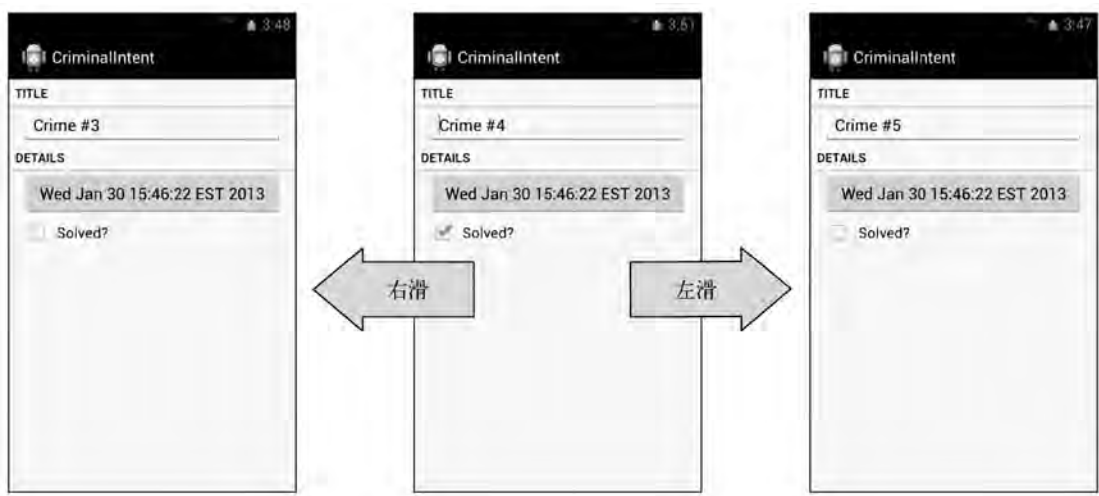 3:48
CriminalIntent
TITLE
Crime #3
DETAILS
Wed Jan 30 15:46:22 EST 2013
Solved?
右滑
3:51
CriminalIntent
TITLE
Crime #4
DETAILS
Wed Jan 30 15:46:22 EST 2013
Solved?
左滑
3:47
CriminalIntent
TITLE
Crime #5
DETAILS
Wed Jan 30 15:46:22 EST 2013
Solved?